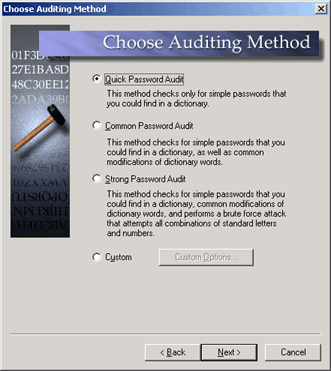 Choose Auditing Method
Choose Auditing Method
01F3D
27E1BA8D
48C30EE1
2ADA39B0
Quick Password Audit
This method checks only for simple passwords that
you could find in a dictionary.
Common Password Audit
This method checks for simple passwords that you
could find in a dictionary, as well as common
modifications of dictionary words.
Strong Password Audit
This method checks for simple passwords that you
could find in a dictionary, common modifications of
dictionary words, and performs a brute force attack
that attempts all combinations of standard letters
and numbers.
Custom
Custom Options...
< Back
Next >
Cancel